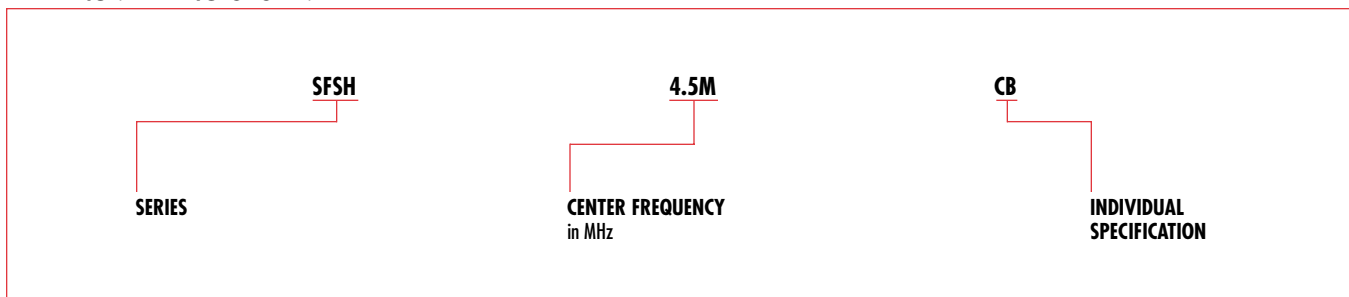 SFSH 4.5M CB
SERIES
CENTER FREQUENCY
in MHz
INDIVIDUAL
SPECIFICATION